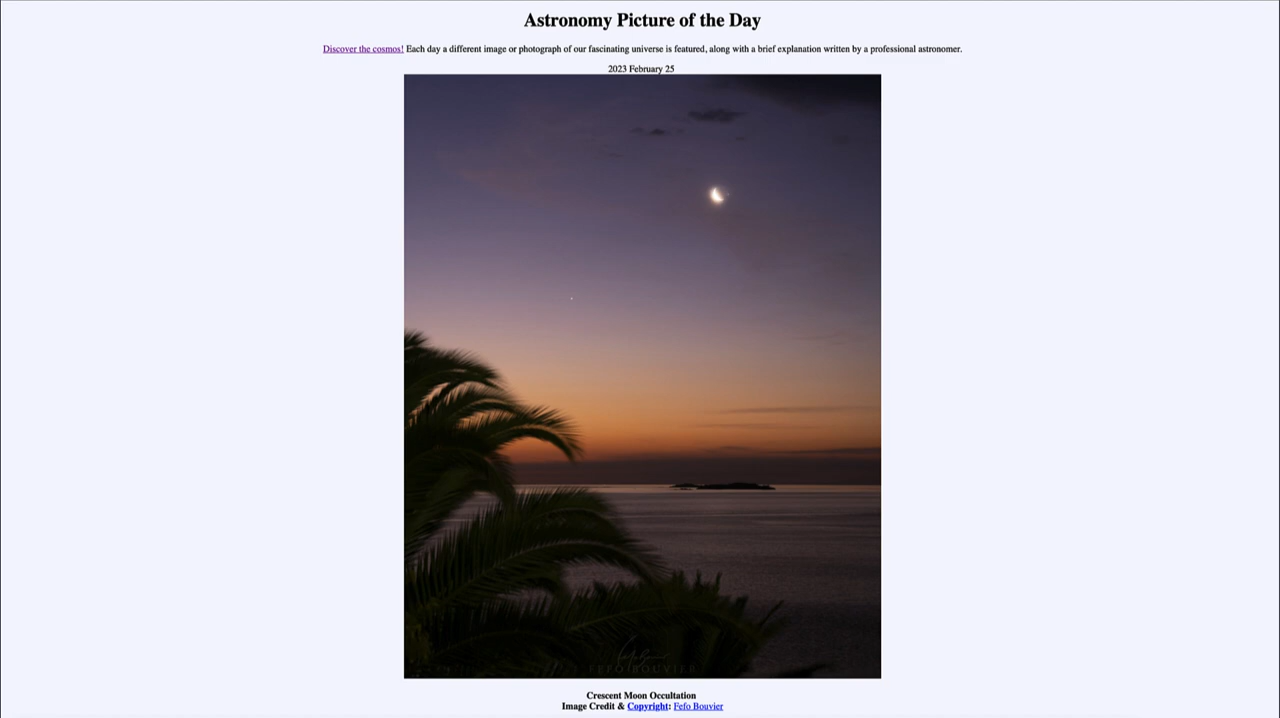 Astronomy Picture of the Day
Discover the cosmos! Each day a different image or photograph of our fascinating universe is featured, along with a brief explanation written by a professional astronomer.
2023 February 25
FEFO BOUVIER
Crescent Moon Occultation
Image Credit & Copyright: Fefo Bouvier